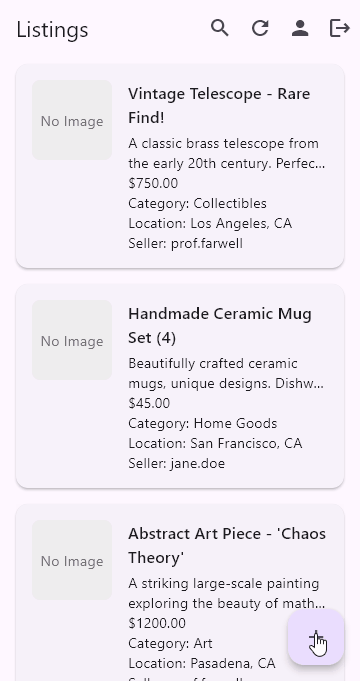 Listings
No Image
Vintage Telescope - Rare
Find!
A classic brass telescope from
the early 20th century. Perfec...
$750.00
Category: Collectibles
Location: Los Angeles, CA
Seller: prof.farwell
No Image
Handmade Ceramic Mug
Set (4)
Beautifully crafted ceramic
mugs, unique designs. Dishw...
$45.00
Category: Home Goods
Location: San Francisco, CA
Seller: jane.doe
No Image
Abstract Art Piece - 'Chaos
Theory'
A striking large-scale painting
exploring the beauty of math...
$1200.00
Category: Art
Location: Pasadena, CA